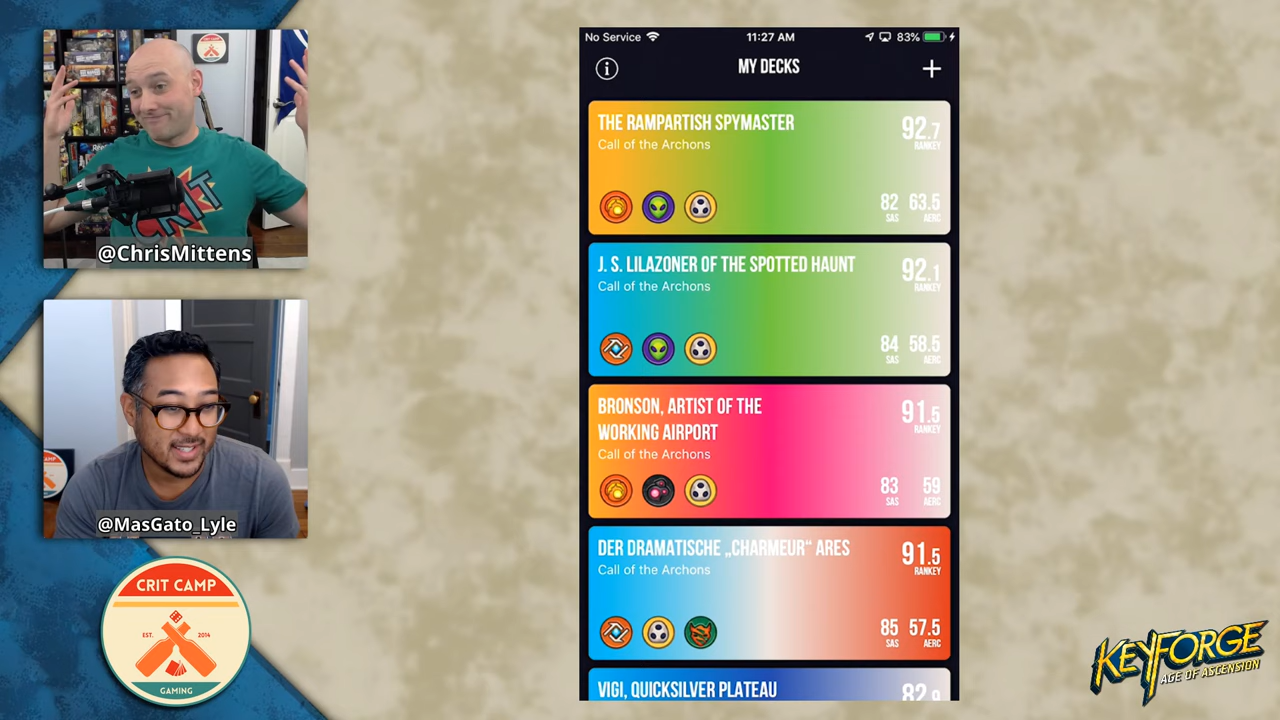 CRIT
@ChrisMittens
@MasGato_Lyle
CRIT CAMP
EST. 2014
GAMING
No Service 11:27 AM 83%
MY DECKS
THE RAMPARTISH SPYMASTER
92.7
Call of the Archons
RANKEY
82 63.5
SAS AERC
J. S. LILAZONER OF THE SPOTTED HAUNT
92.1
Call of the Archons
RANKEY
84 58.5
SAS AERC
BRONSON, ARTIST OF THE
WORKING AIRPORT
91.5
RANKEY
Call of the Archons
83 59
SAS AERC
DER DRAMATISCHE „CHARMEUR“ ARES
91.5
Call of the Archons
RANKEY
85 57.5
SAS AERC
VIGI, QUICKSILVER PLATEAU
82.9
KEYFORGE
AGE OF ASCENSION